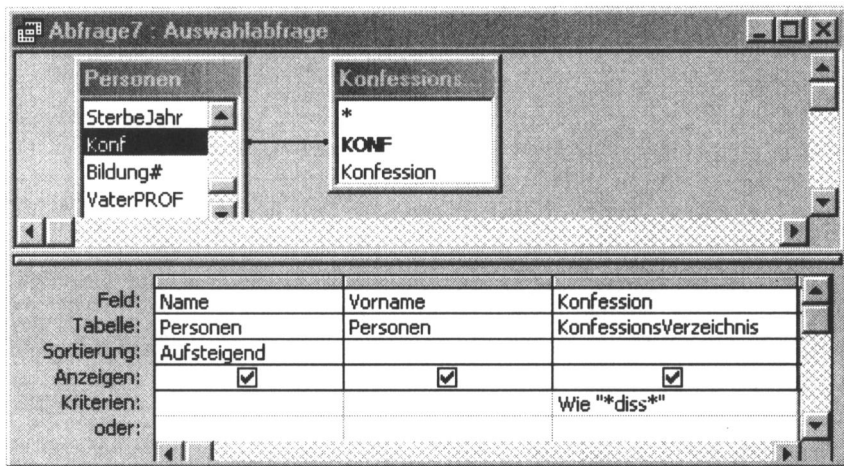 Abfrage7 : Auswahlabfrage
Personen
SterbeJahr
Konf
Bildung#
VaterPROF
Konfessions...
*
KONF
Konfession
Feld: Name Vorname Konfession
Tabelle: Personen Personen KonfessionsVerzeichnis
Sortierung: Aufsteigend
Anzeigen:
Kriterien: Wie "*diss*"
oder: